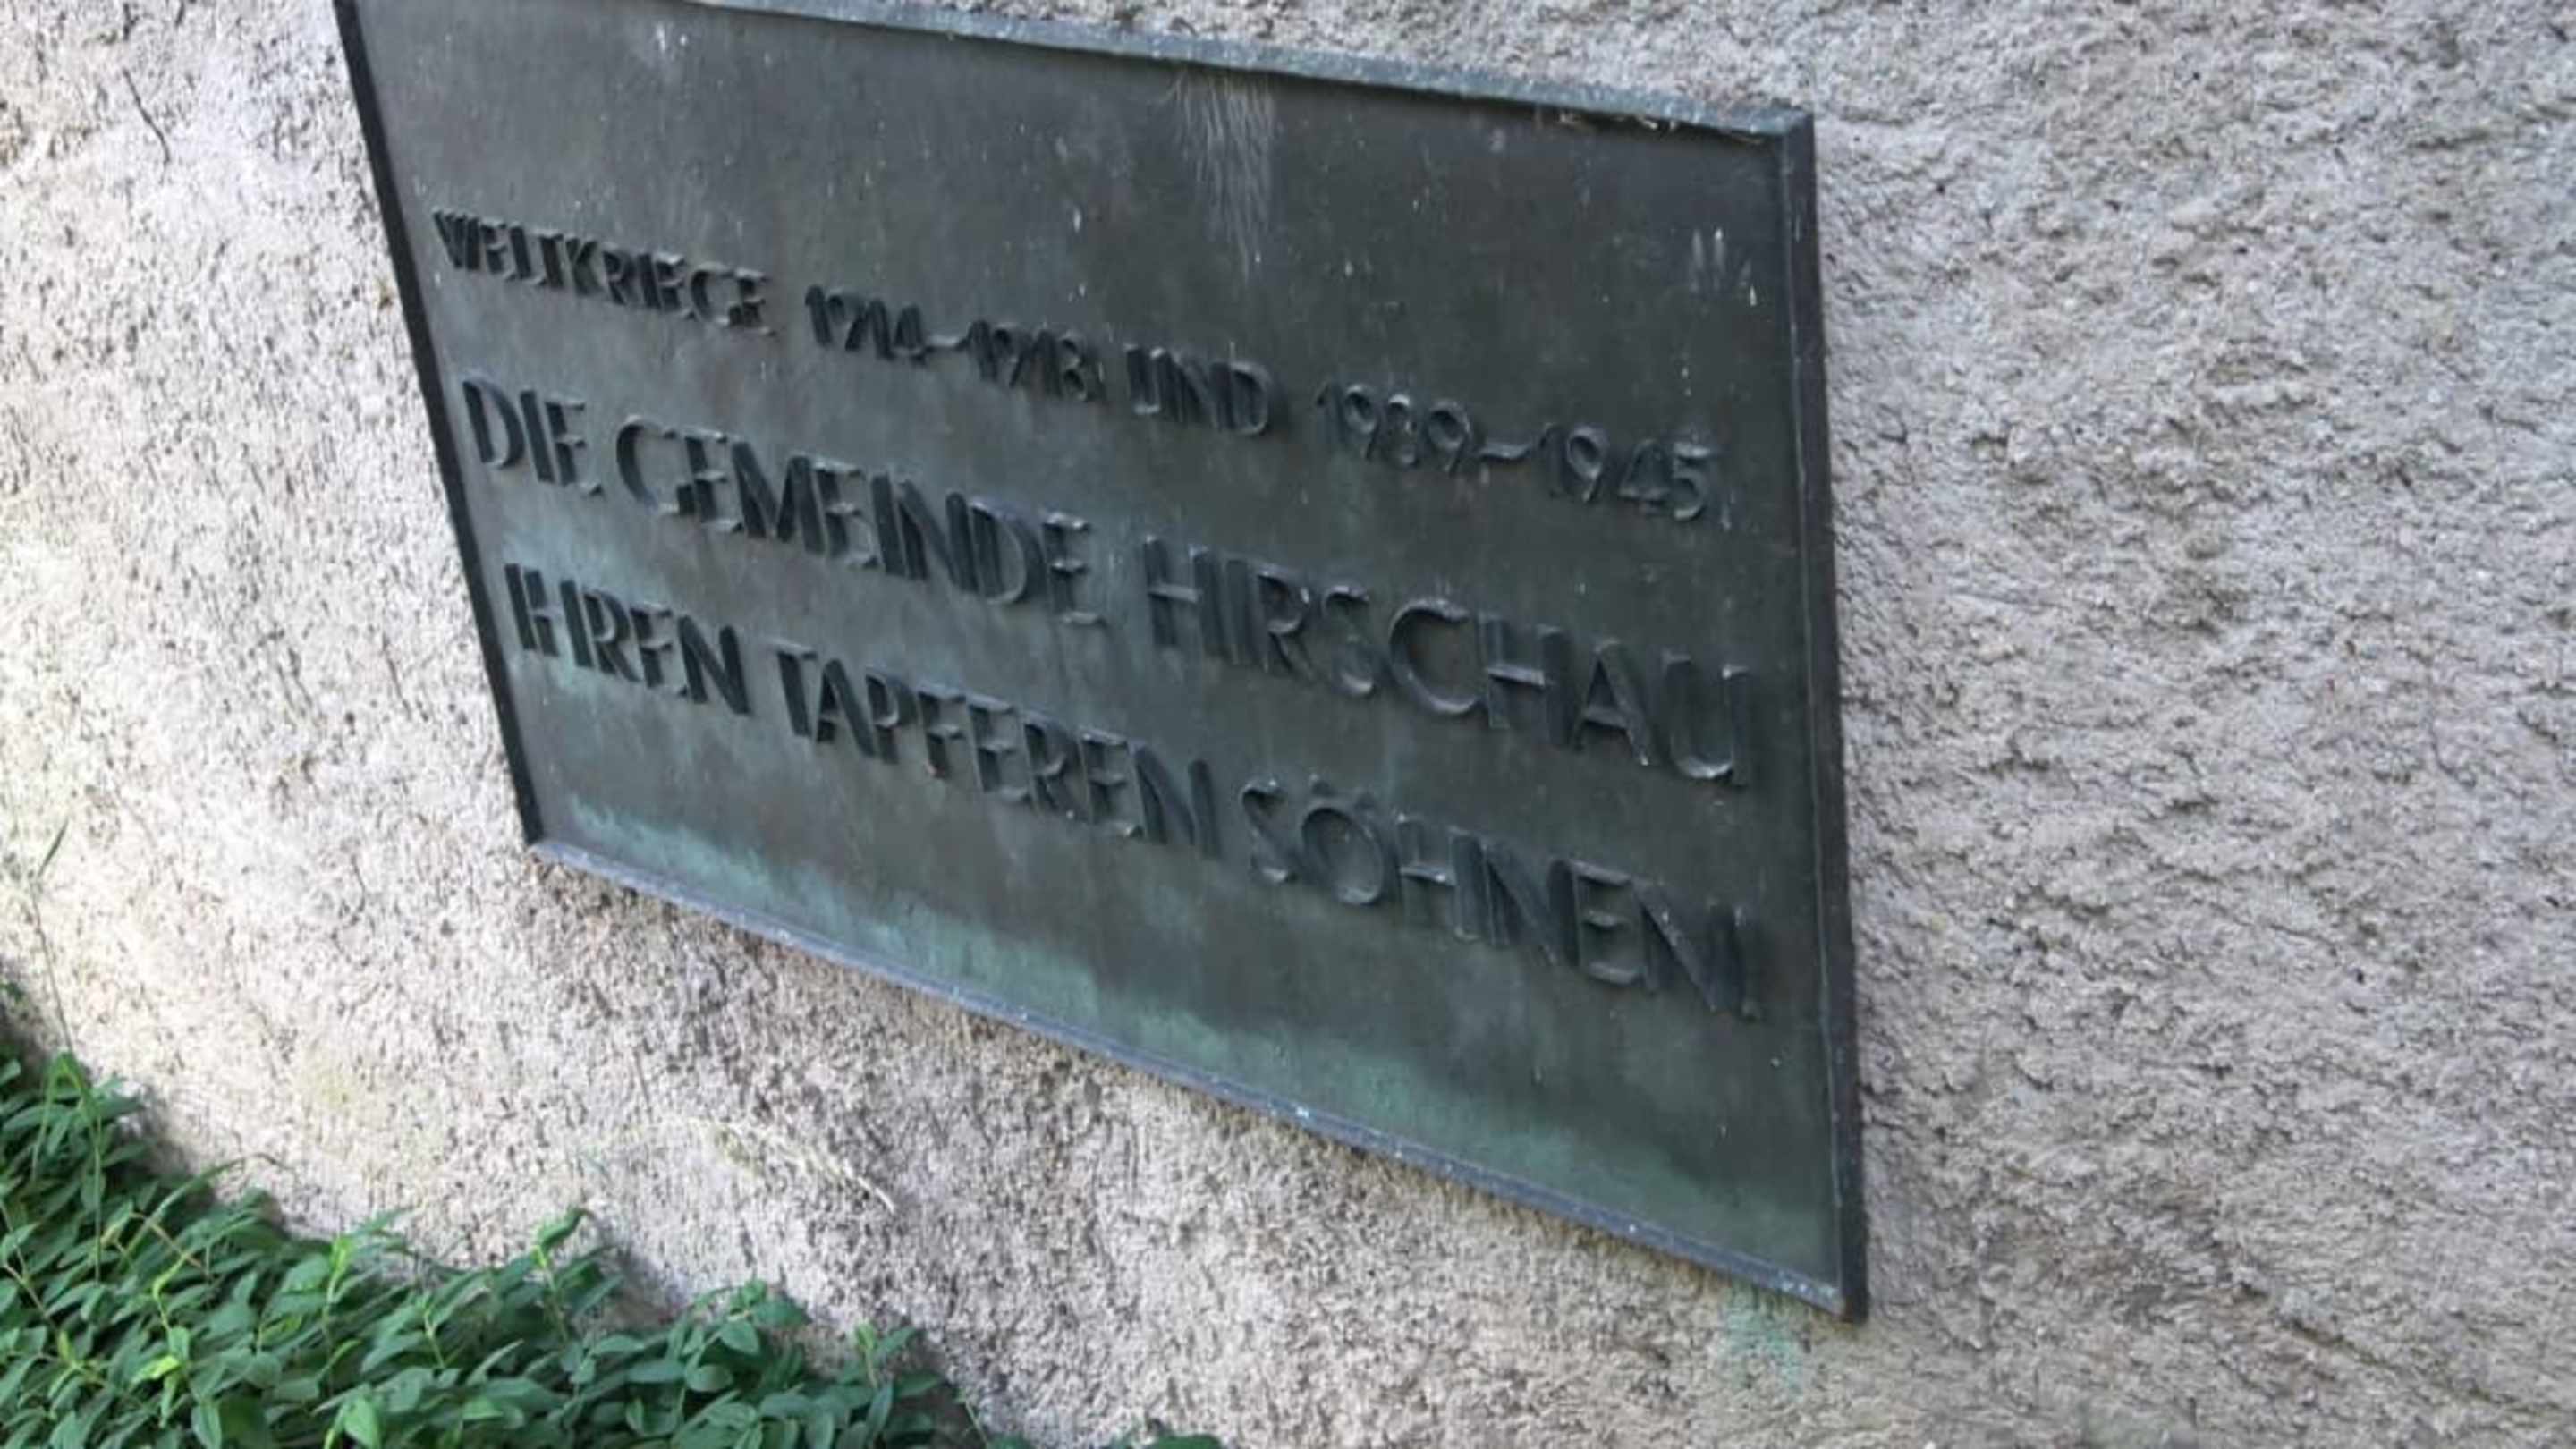 WELTKRIEGE 1914-1918 UND 1939-1945
DIE GEMEINDE HIRSCHAU
IHREN TAPFEREN SÖHNEN.